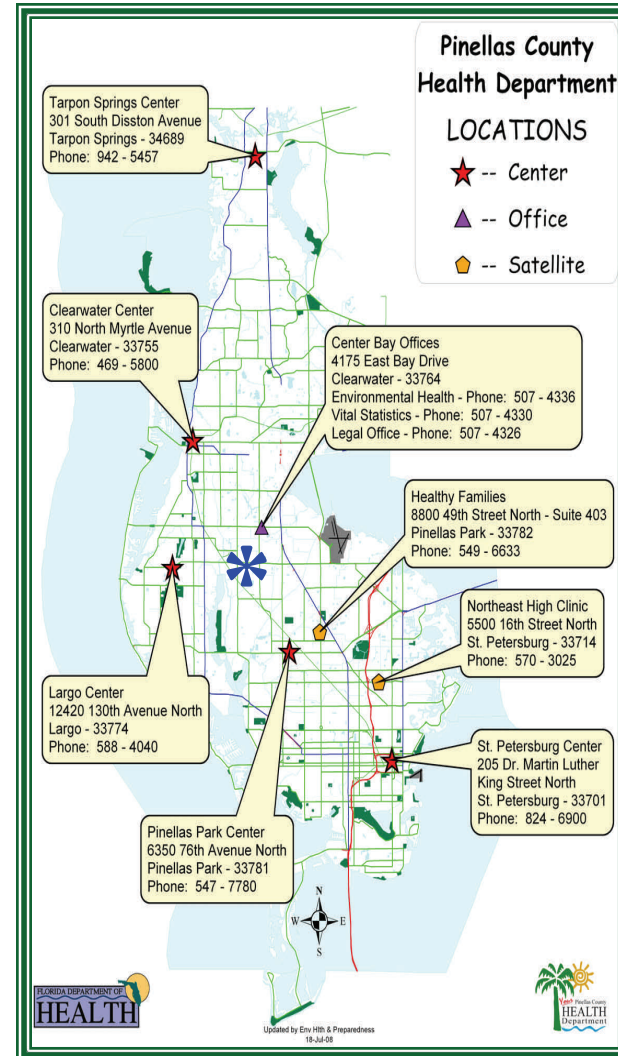 Pinellas County
Health Department
LOCATIONS
-- Center
-- Office
-- Satellite
Tarpon Springs Center
301 South Disston Avenue
Tarpon Springs - 34689
Phone: 942 - 5457
Clearwater Center
310 North Myrtle Avenue
Clearwater - 33755
Phone: 469 - 5800
Center Bay Offices
4175 East Bay Drive
Clearwater - 33764
Environmental Health - Phone: 507 - 4336
Vital Statistics - Phone: 507 - 4330
Legal Office - Phone: 507 - 4326
Healthy Families
8800 49th Street North - Suite 403
Pinellas Park - 33782
Phone: 549 - 6633
Northeast High Clinic
5500 16th Street North
St. Petersburg - 33714
Phone: 570 - 3025
Largo Center
12420 130th Avenue North
Largo - 33774
Phone: 588 - 4040
St. Petersburg Center
205 Dr. Martin Luther
King Street North
St. Petersburg - 33701
Phone: 824 - 6900
Pinellas Park Center
6350 76th Avenue North
Pinellas Park - 33781
Phone: 547 - 7780
N
W E
S
FLORIDA DEPARTMENT OF
HEALTH
Updated by Env Hlth & Preparedness
18-Jul-08
Your Pinellas County
HEALTH
Department